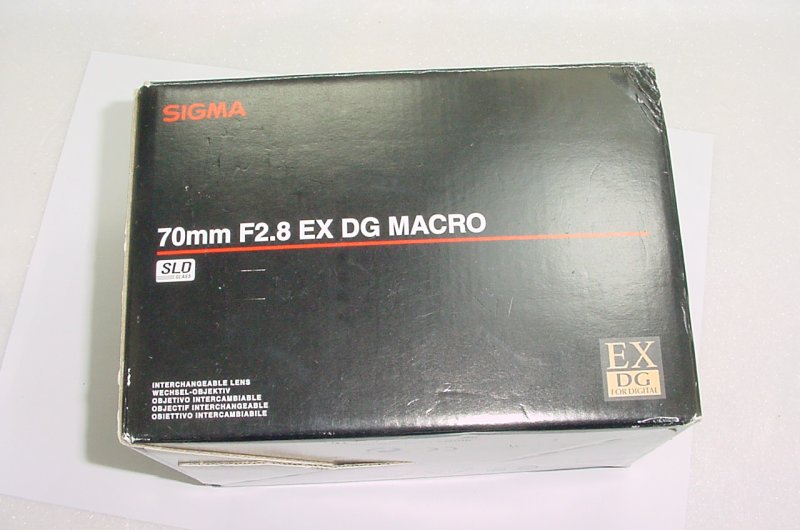 SIGMA
70mm F2.8 EX DG MACRO
SLD
GLASS
INTERCHANGEABLE LENS
WECHSEL-OBJEKTIV
OBJETIVO INTERCAMBIABLE
OBJECTIF INTERCHANGEABLE
OBIETTIVO INTERCAMBIABILE
EX
DG
FOR DIGITAL